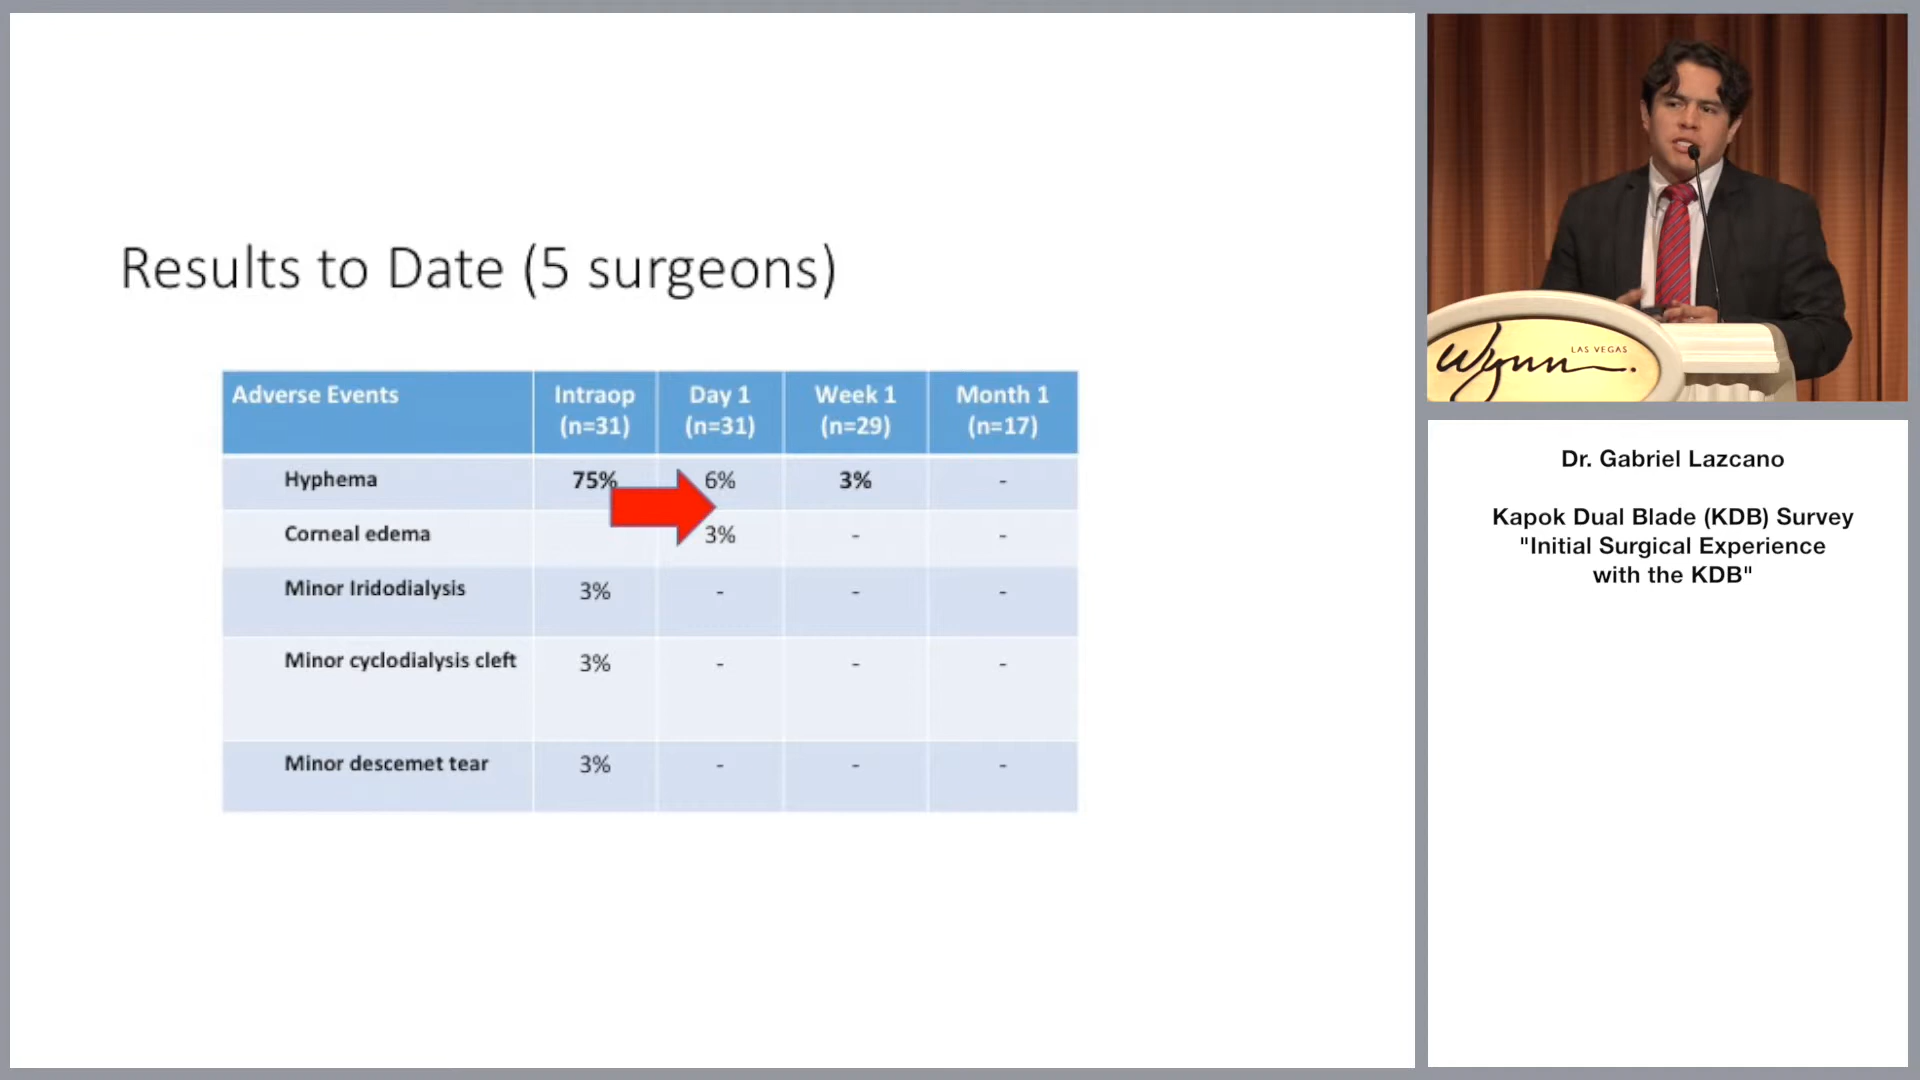 Results to Date (5 surgeons)
Adverse Events Intraop (n=31) Day 1 (n=31) Week 1 (n=29) Month 1 (n=17)
Hyphema 75% 6% 3% -
Corneal edema 3% - -
Minor Iridodialysis 3% - - -
Minor cyclodialysis cleft 3% - - -
Minor descemet tear 3% - - -
Wynn LAS VEGAS
Dr. Gabriel Lazcano
Kapok Dual Blade (KDB) Survey
"Initial Surgical Experience
with the KDB"